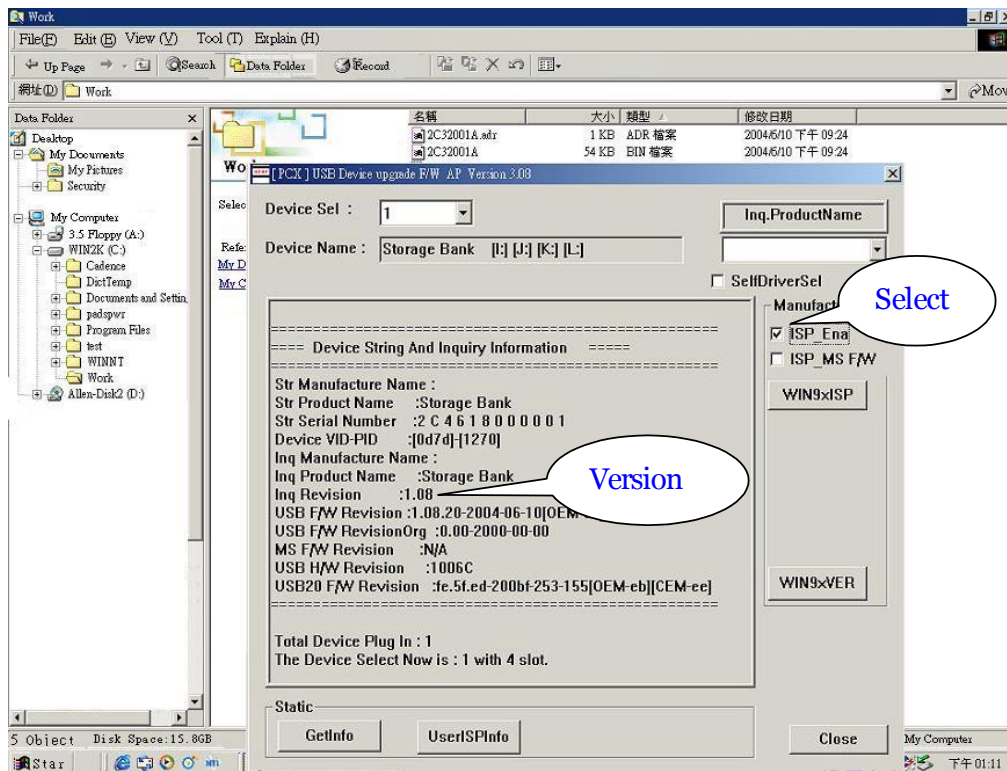 Work
File(F) Edit (E) View (V) Tool (T) Explain (H)
Up Page Search Data Folder Record
網址(D) Work Mov
Data Folder x
Desktop
My Documents
My Pictures
Security
My Computer
3.5 Floppy (A:)
WIN2K (C:)
Cadence
DictTemp
Documents and Settin
padspwr
Program Files
test
WINNT
Work
Allen-Disk2 (D:)
名稱 大小 類型 修改日期
2C32001A.adr 1 KB ADR 檔案 2004/6/10 下午 09:24
2C32001A 54 KB BIN 檔案 2004/6/10 下午 09:24
Wo
Selec
Refe
My D
My C
[ PCX ] USB Device upgrade F/W AP Version 3.08
Device Sel : 1
Inq.ProductName
Device Name : Storage Bank [I:] [J:] [K:] [L:]
SelfDriverSel
Manufact
Select
ISP_Ena
ISP_MS F/W
WIN9xISP
WIN9xVER
==== Device String And Inquiry Information =====
Str Manufacture Name :
Str Product Name :Storage Bank
Str Serial Number :2 C 4 6 1 8 0 0 0 0 0 1
Device VID-PID :[0d7d]-[1270]
Inq Manufacture Name :
Inq Product Name :Storage Bank
Inq Revision :1.08
Version
USB F/W Revision :1.08.20-2004-06-10[OEM-
USB F/W RevisionOrg :0.00-2000-00-00
MS F/W Revision :N/A
USB H/W Revision :1006C
USB20 F/W Revision :fe.5f.ed-200bf-253-155[OEM-eb][CEM-ee]
Total Device Plug In : 1
The Device Select Now is : 1 with 4 slot.
Static
GetInfo UserISPInfo Close
5 Object Disk Space:15.8GB My Computer
Star 下午 01:11